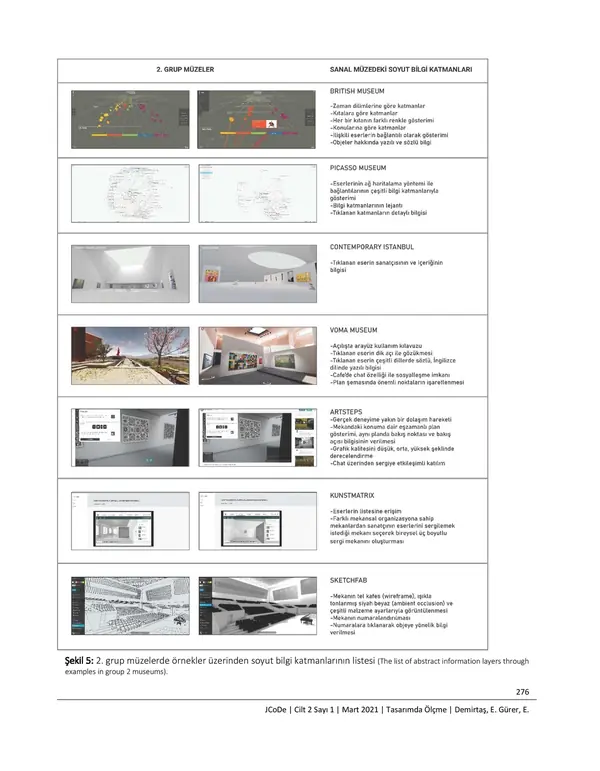 2. GRUP MÜZELER
SANAL MÜZEDEKİ SOYUT BİLGİ KATMANLARI
BRITISH MUSEUM
-Zaman dilimlerine göre katmanlar
-Kıtalara göre katmanlar
-Her bir kıtanın farklı renkle gösterimi
-Konularına göre katmanlar
-İlişkili eserlerin bağlantılı olarak gösterimi
-Objeler hakkında yazılı ve sözlü bilgi
PICASSO MUSEUM
-Eserlerinin ağ haritalama yöntemi ile
bağlantılarının çeşitli bilgi katmanlarıyla
gösterimi
-Bilgi katmanlarının lejantı
-Tıklanan katmanların detaylı bilgisi
CONTEMPORARY ISTANBUL
-Tıklanan eserin sanatçısının ve içeriğinin
bilgisi
VOMA MUSEUM
-Açılışta arayüz kullanım kılavuzu
-Tıklanan eserin dik açı ile gözükmesi
-Tıklanan eserin çeşitli dillerde sözlü, İngilizce
dilinde yazılı bilgisi
-Cafe'de chat özelliği ile sosyalleşme imkanı
-Plan şemasında önemli noktaların işaretlenmesi
ARTSTEPS
-Gerçek deneyime yakın bir dolaşım hareketi
-Mekandaki konuma dair eşzamanlı plan
gösterimi, aynı planda bakış noktası ve bakış
açısı bilgisinin verilmesi
-Grafik kalitesini düşük, orta, yüksek şeklinde
derecelendirme
-Chat üzerinden sergiye etkileşimli katılım
KUNSTMATRIX
-Eserlerin listesine erişim
-Farklı mekansal organizasyona sahip
mekanlardan sanatçının eserlerini sergilemek
istediği mekanı seçerek bireysel üç boyutlu
sergi mekanını oluşturması
SKETCHFAB
-Mekanın tel kafes (wireframe), ışıkla
tonlanmış siyah beyaz (ambient occlusion) ve
çeşitli malzeme ayarlarıyla görüntülenmesi
-Mekanın numaralandırılması
-Numaralara tıklanarak objeye yönelik bilgi
verilmesi
Şekil 5: 2. grup müzelerde örnekler üzerinden soyut bilgi katmanlarının listesi (The list of abstract information layers through
examples in group 2 museums).
276
JCoDe | Cilt 2 Sayı 1 | Mart 2021 | Tasarımda Ölçme | Demirtaş, E. Gürer, E.